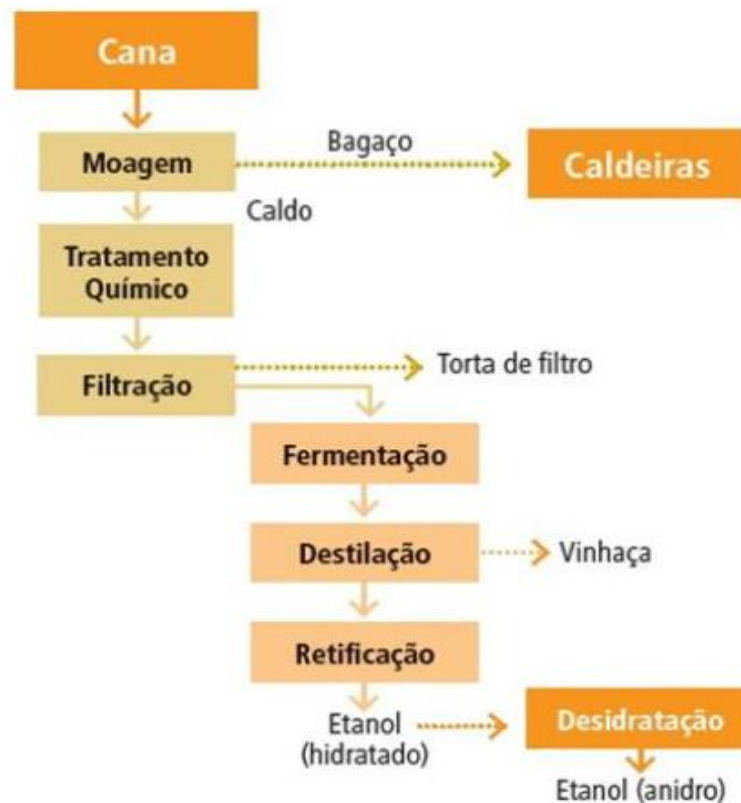 Cana
Moagem
Bagaço
Caldeiras
Caldo
Tratamento
Químico
Filtração
Torta de filtro
Fermentação
Destilação
Vinhaça
Retificação
Etanol
(hidratado)
Desidratação
Etanol (anidro)